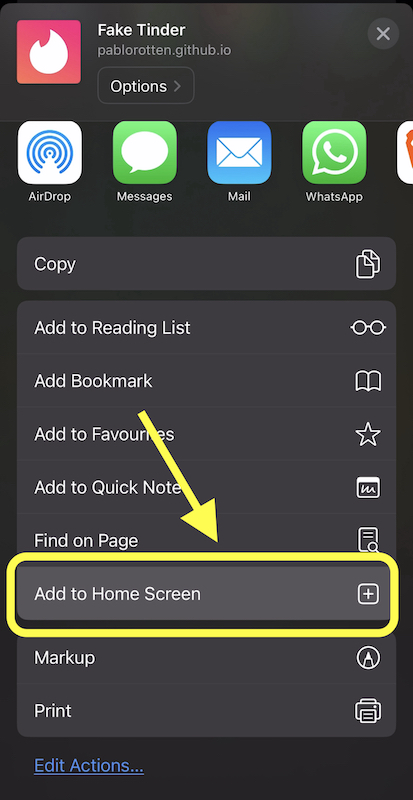 Fake Tinder
pablorotten.github.io
Options
AirDrop
Messages
Mail
WhatsApp
Copy
Add to Reading List
Add Bookmark
Add to Favourites
Add to Quick Note
Find on Page
Add to Home Screen
Markup
Print
Edit Actions...